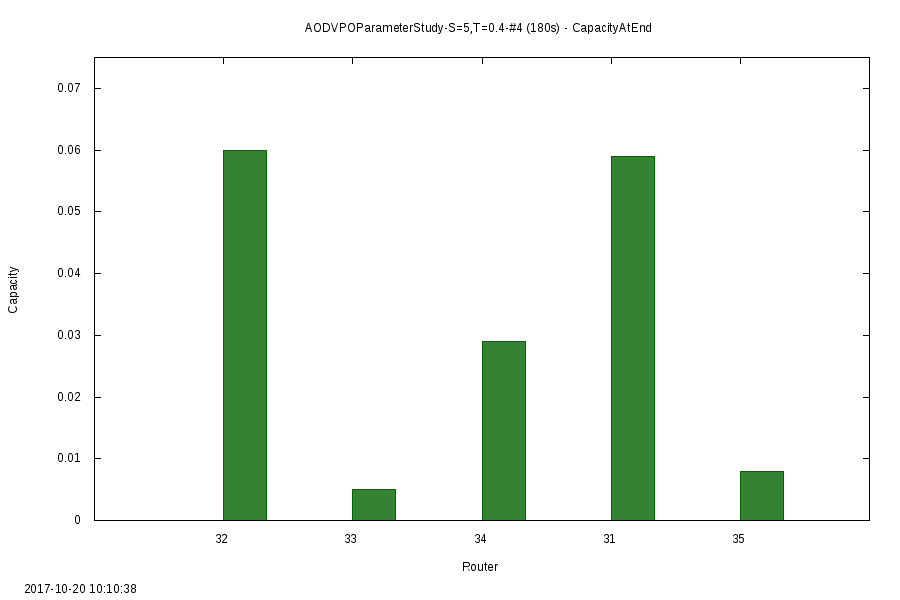 AODVPOParameterStudy-S=5,T=0.4-#4 (180s) - CapacityAtEnd
0.07
0.06
0.05
0.04
0.03
0.02
0.01
0
Capacity
32 33 34 31 35
Router
2017-10-20 10:10:38